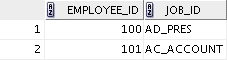 EMPLOYEE_ID JOB_ID
1 100 AD_PRES
2 101 AC_ACCOUNT